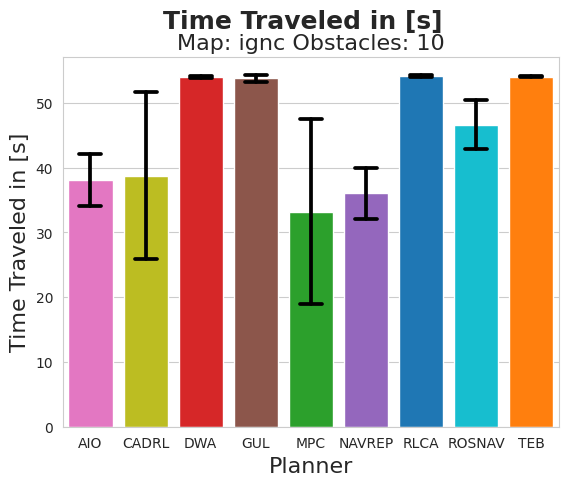 Time Traveled in [s]
Map: ignc Obstacles: 10
Time Traveled in [s]
50
40
30
20
10
0
AIO CADRL DWA GUL MPC NAVREP RLCA ROSNAV TEB
Planner